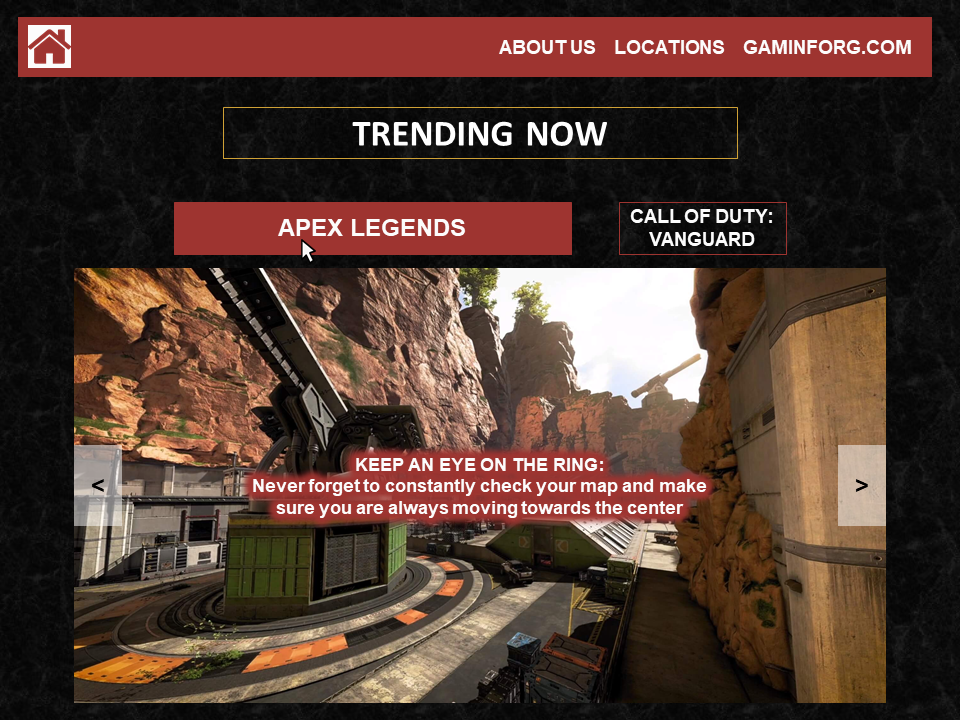 ABOUT US LOCATIONS GAMINFORG.COM
TRENDING NOW
APEX LEGENDS
CALL OF DUTY:
VANGUARD
KEEP AN EYE ON THE RING:
Never forget to constantly check your map and make
sure you are always moving towards the center
< >